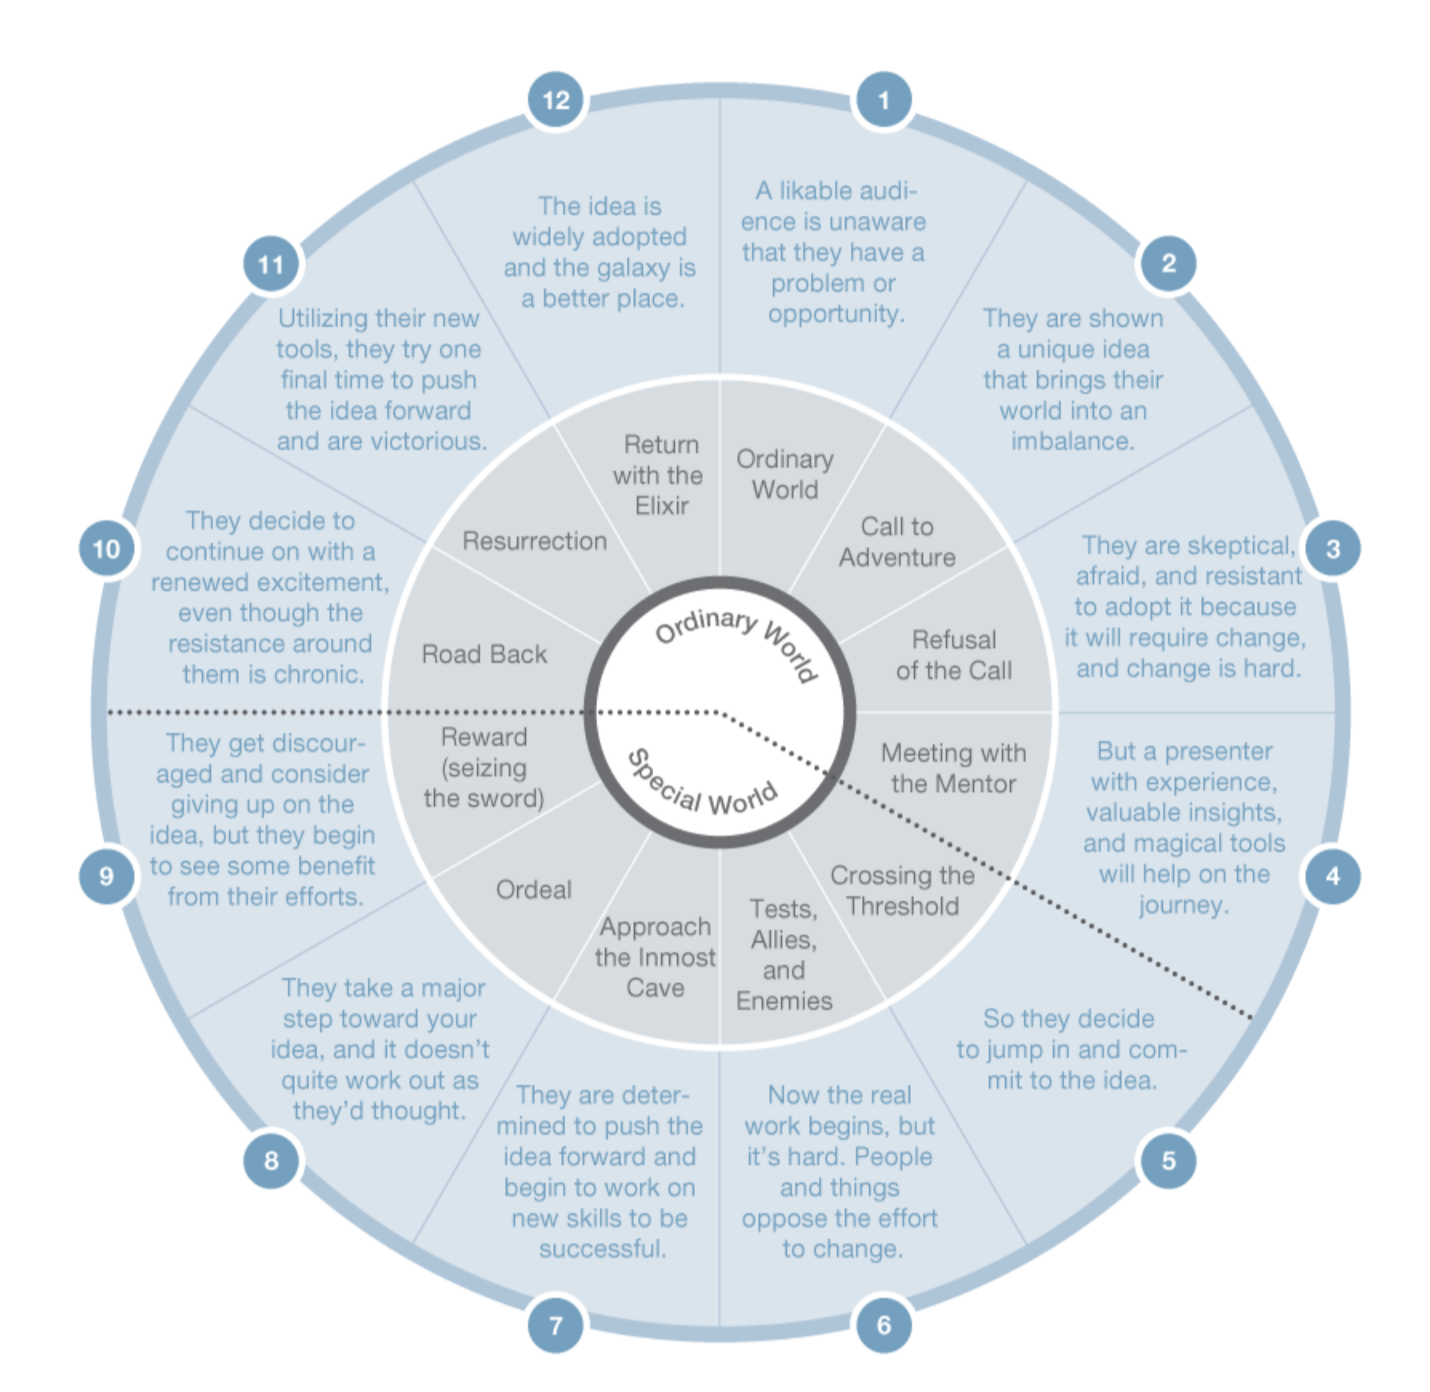 1
A likable audi-
ence is unaware
that they have a
problem or
opportunity.
Ordinary
World
2
They are shown
a unique idea
that brings their
world into an
imbalance.
Call to
Adventure
3
They are skeptical,
afraid, and resistant
to adopt it because
it will require change,
and change is hard.
Refusal
of the Call
4
But a presenter
with experience,
valuable insights,
and magical tools
will help on the
journey.
Meeting with
the Mentor
5
So they decide
to jump in and com-
mit to the idea.
Crossing the
Threshold
6
Now the real
work begins, but
it's hard. People
and things
oppose the effort
to change.
Tests,
Allies,
and
Enemies
7
They are deter-
mined to push the
idea forward and
begin to work on
new skills to be
successful.
Approach
the Inmost
Cave
8
They take a major
step toward your
idea, and it doesn't
quite work out as
they'd thought.
Ordeal
9
They get discour-
aged and consider
giving up on the
idea, but they begin
to see some benefit
from their efforts.
Reward
(seizing
the sword)
10
They decide to
continue on with a
renewed excitement,
even though the
resistance around
them is chronic.
Road Back
11
Utilizing their new
tools, they try one
final time to push
the idea forward
and are victorious.
Resurrection
12
The idea is
widely adopted
and the galaxy is
a better place.
Return
with the
Elixir
Ordinary World
Special World